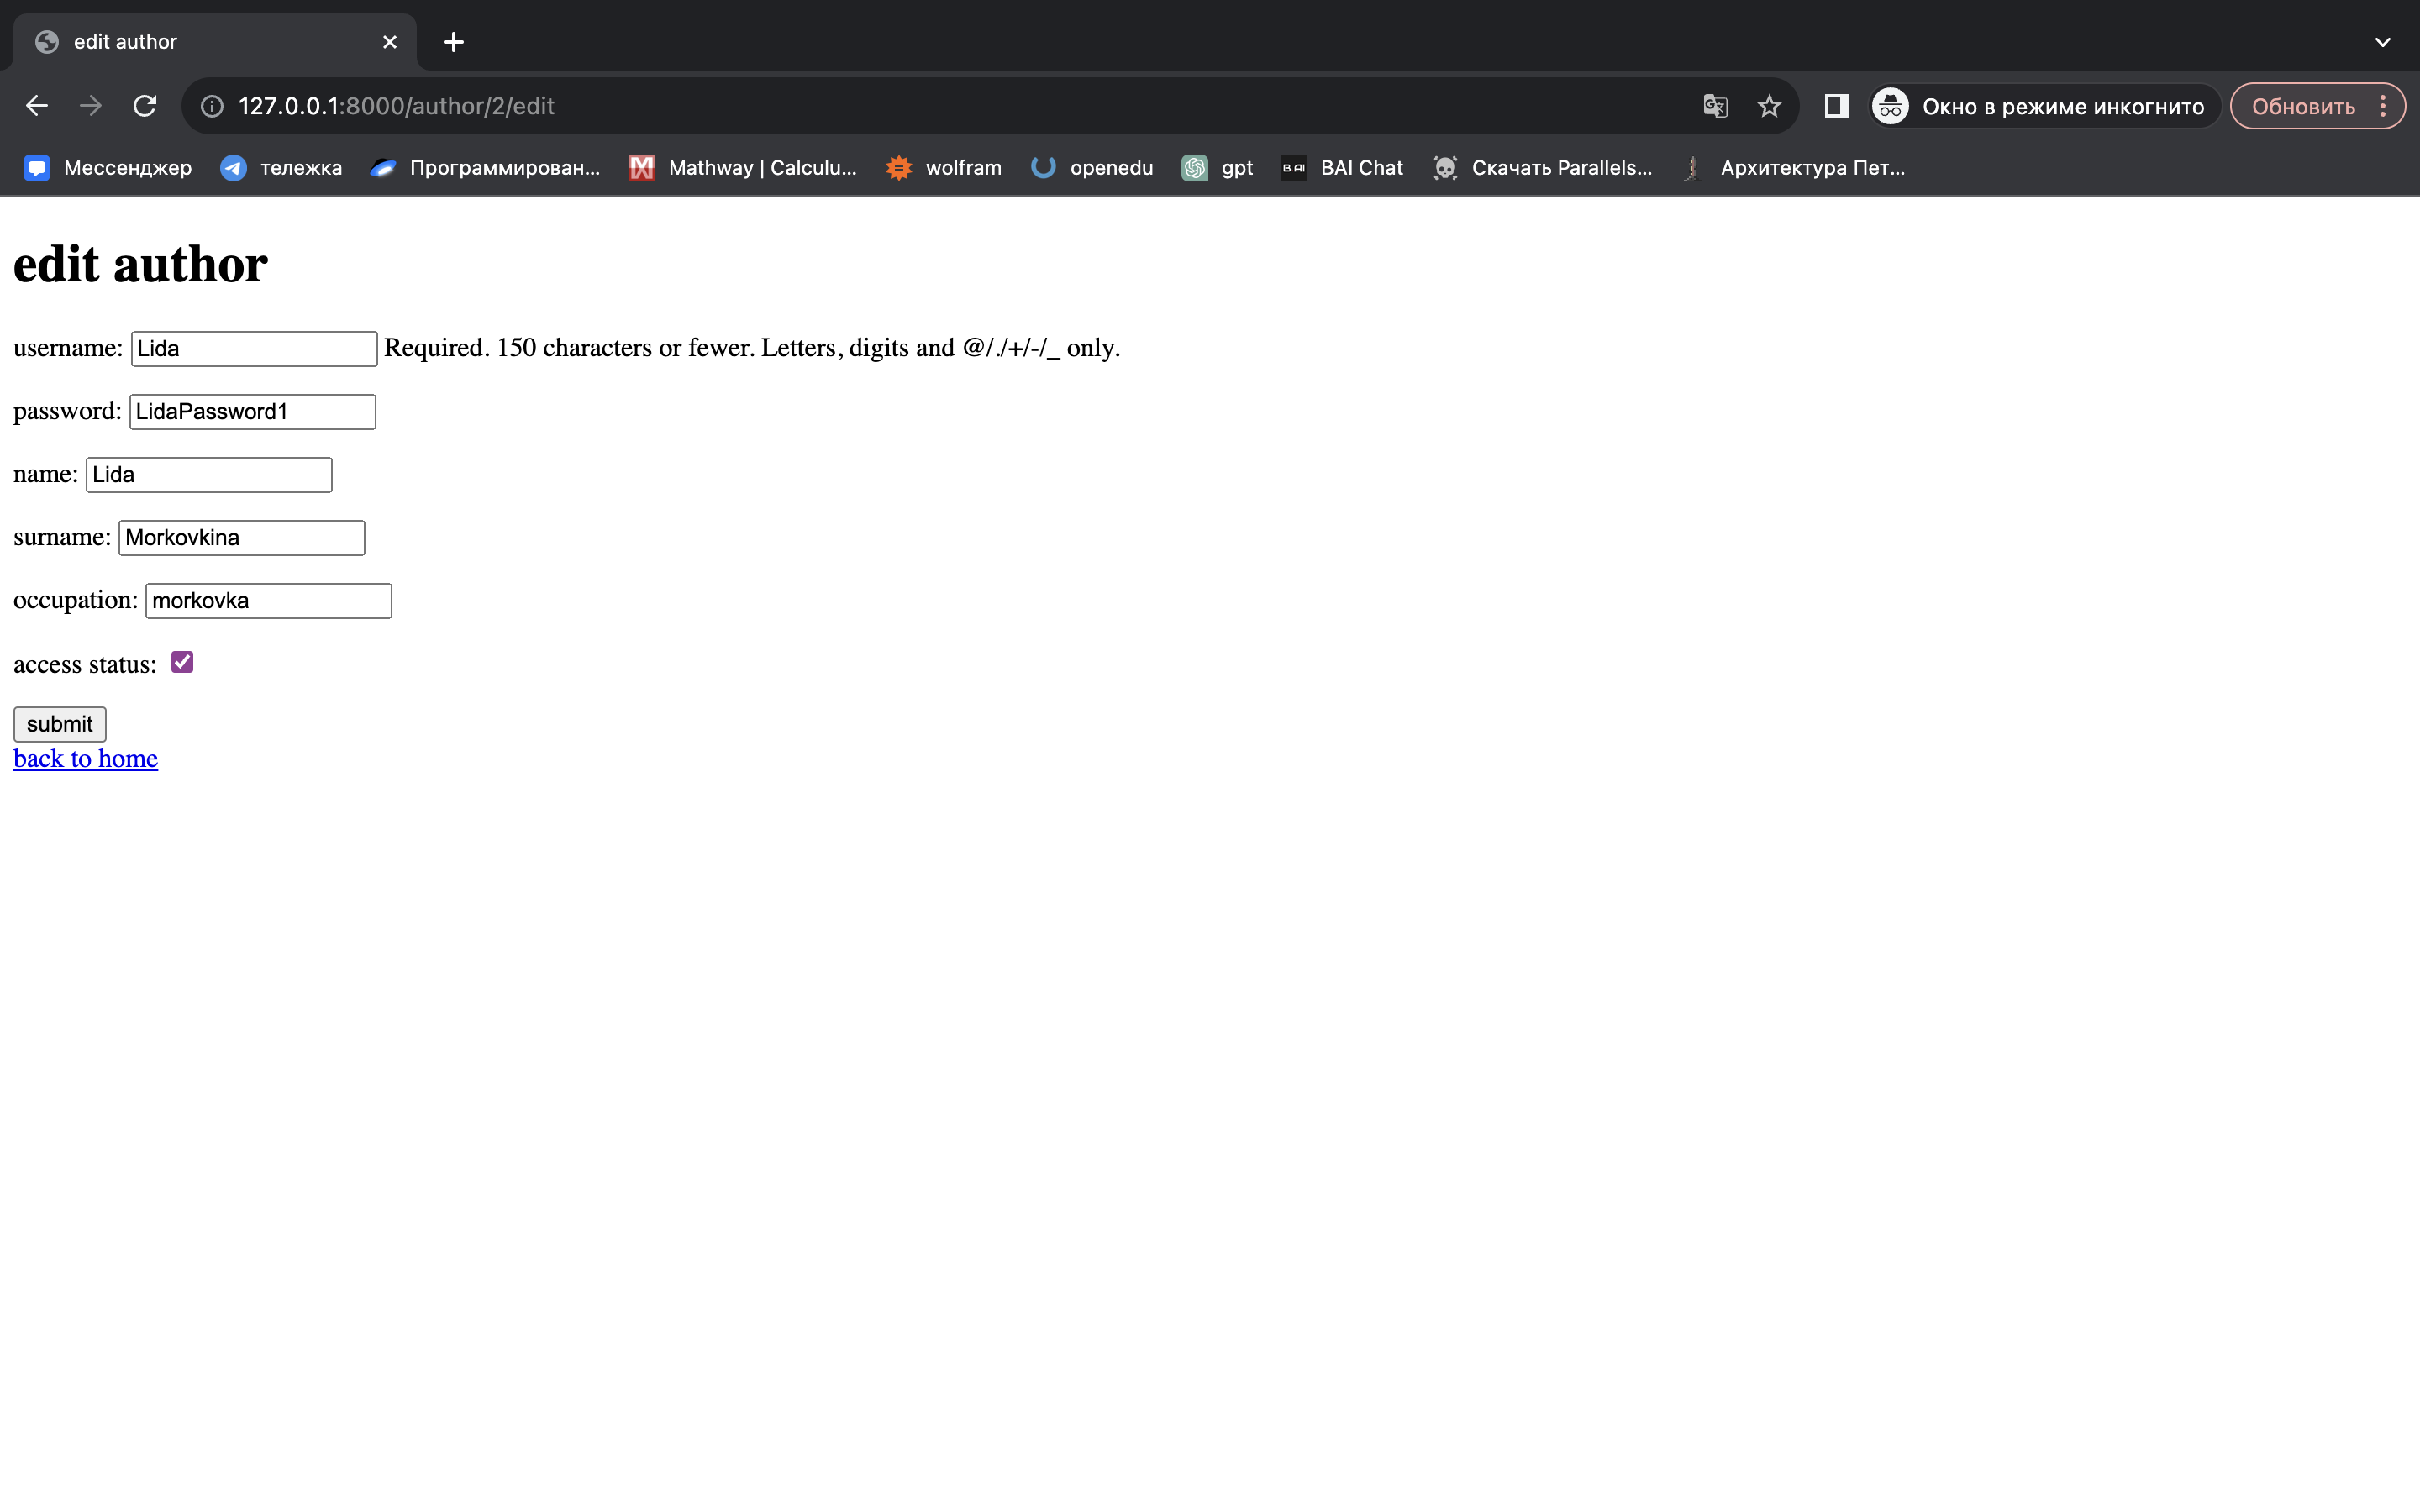 edit author
127.0.0.1:8000/author/2/edit
Окно в режиме инкогнито
Обновить
Мессенджер
тележка
Программирован...
Mathway | Calculu...
wolfram
openedu
gpt
B AI
BAI Chat
Скачать Parallels...
Архитектура Пет...
edit author
username: Lida Required. 150 characters or fewer. Letters, digits and @/./+/-/_ only.
password: LidaPassword1
name: Lida
surname: Morkovkina
occupation: morkovka
access status:
submit
back to home